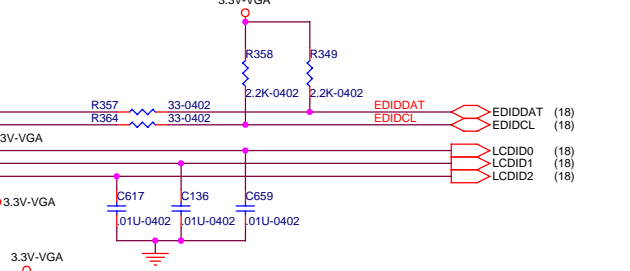 3.3V-VGA
R358
R349
2.2K-0402
2.2K-0402
R357
33-0402
EDIDDAT
EDIDDAT
(18)
R364
33-0402
EDIDCL
EDIDCL
(18)
3V-VGA
LCDID0
(18)
LCDID1
(18)
LCDID2
(18)
3.3V-VGA
C617
C136
C659
.01U-0402
.01U-0402
.01U-0402
3.3V-VGA